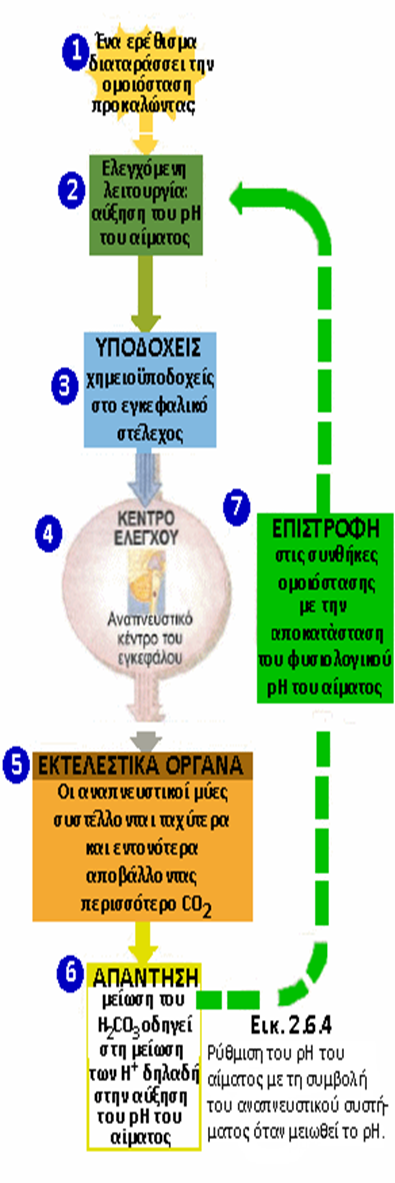 1
Ένα ερέθισμα
διαταράσσει την
ομοιόσταση
προκαλώντας
2
Ελεγχόμενη
λειτουργία:
αύξηση του pH
του αίματος
ΥΠΟΔΟΧΕΙΣ
3
χημειοϋποδοχείς
στο εγκεφαλικό
στέλεχος
4
ΚΕΝΤΡΟ
ΕΛΕΓΧΟΥ
Αναπνευστικό
κέντρο του
εγκεφάλου
7
ΕΠΙΣΤΡΟΦΗ
στις συνθήκες
ομοιόστασης
με την
αποκατάσταση
του φυσιολογικού
pH του αίματος
5
ΕΚΤΕΛΕΣΤΙΚΑ ΟΡΓΑΝΑ
Οι αναπνευστικοί μύες
συστέλλονται ταχύτερα
και εντονότερα
αποβάλλοντας
περισσότερο CO2
6
ΑΠΑΝΤΗΣΗ
μείωση του
H2CO3 οδηγεί
στη μείωση
των H+ δηλαδή
στην αύξηση
του pH του
αίματος
Εικ. 2.6.4
Ρύθμιση του pH του
αίματος με τη συμβολή
του αναπνευστικού συστή-
ματος όταν μειωθεί το pH.